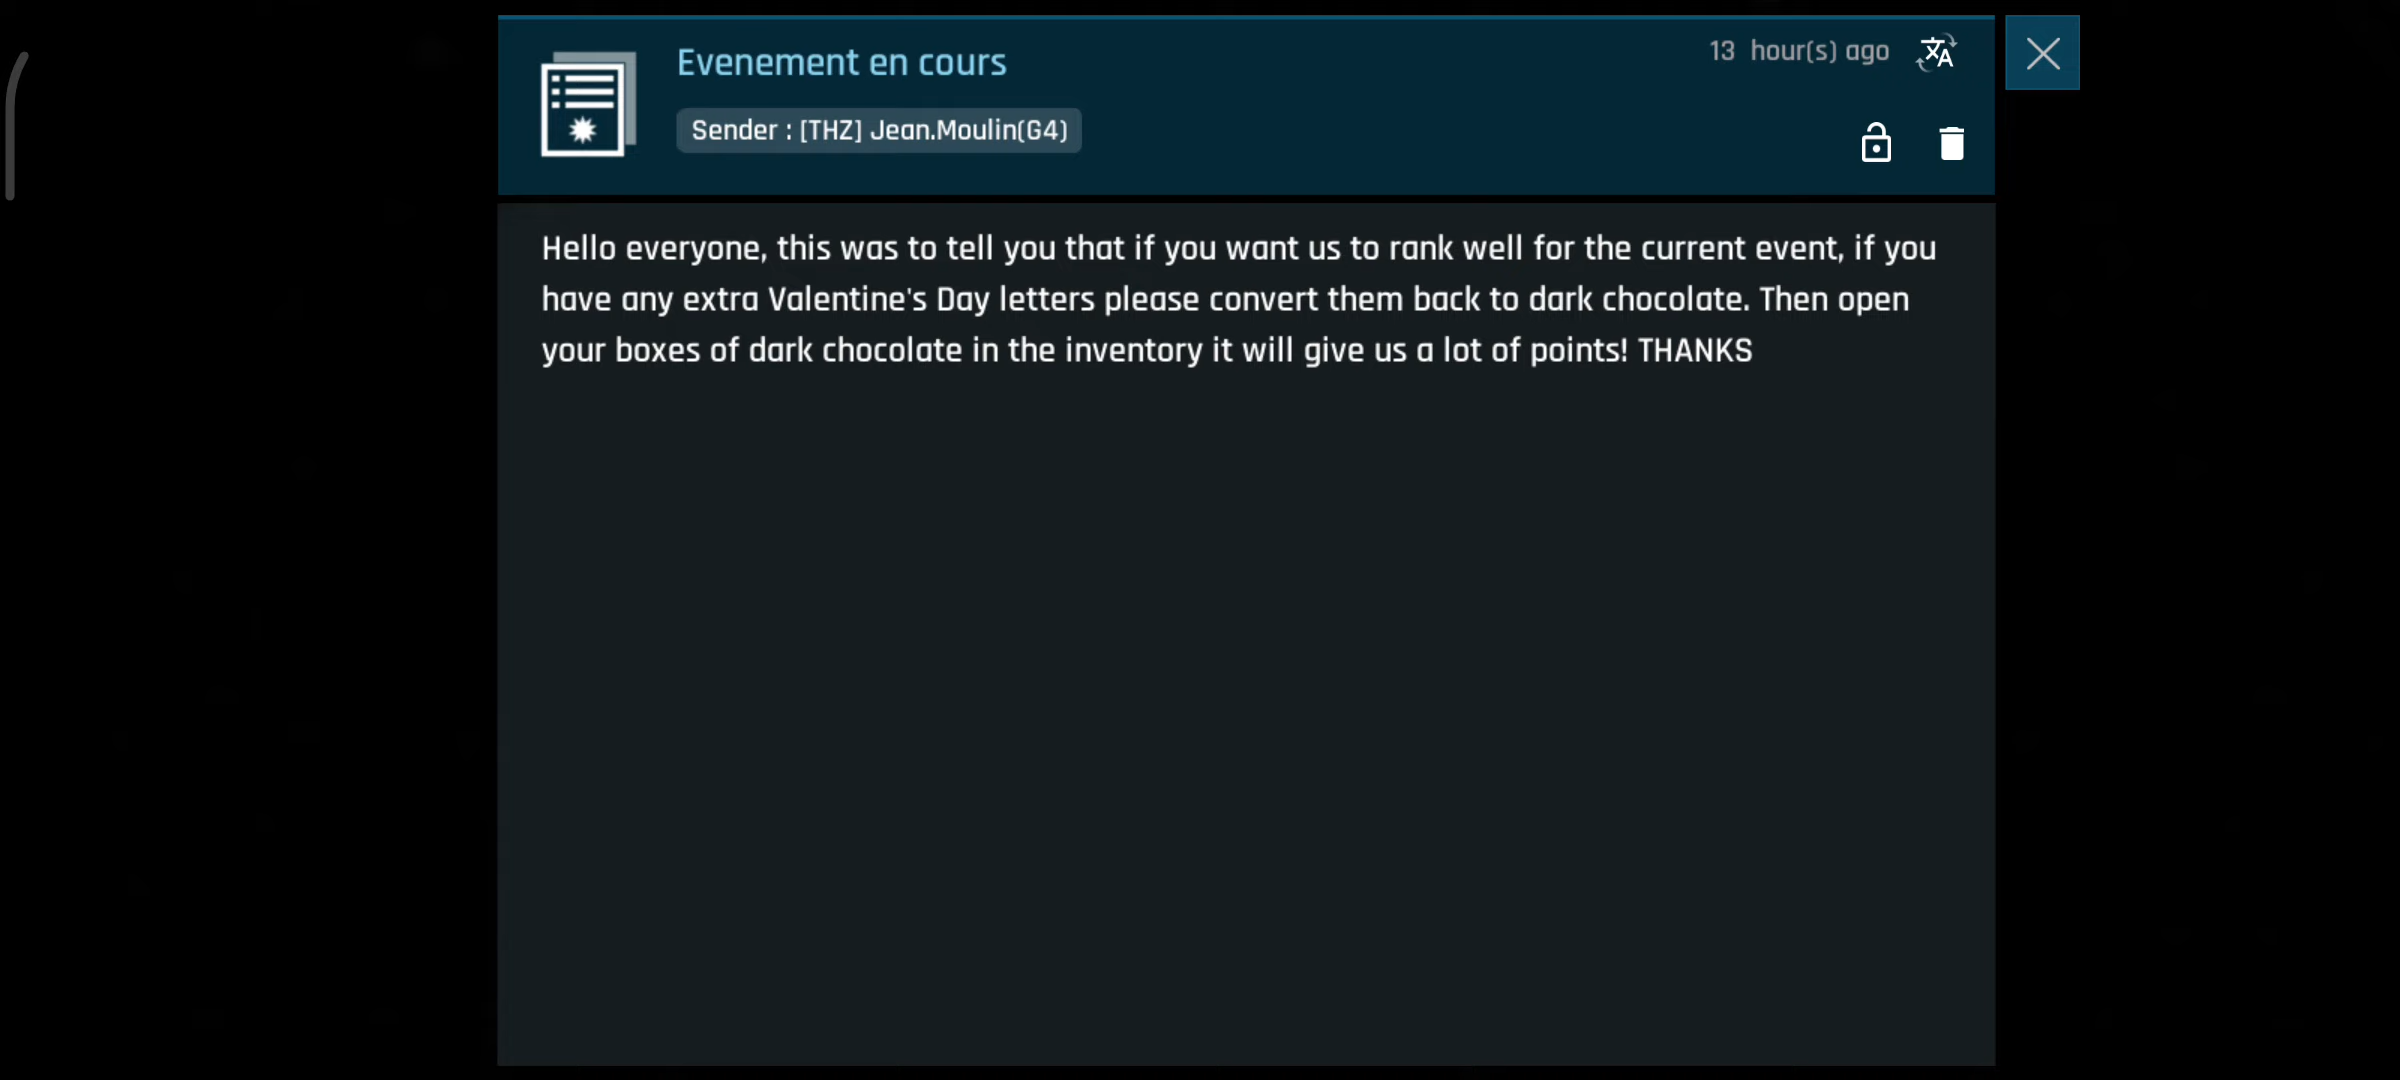 Evenement en cours
13 hour(s) ago
Sender : [THZ] Jean.Moulin(G4)
Hello everyone, this was to tell you that if you want us to rank well for the current event, if you
have any extra Valentine's Day letters please convert them back to dark chocolate. Then open
your boxes of dark chocolate in the inventory it will give us a lot of points! THANKS